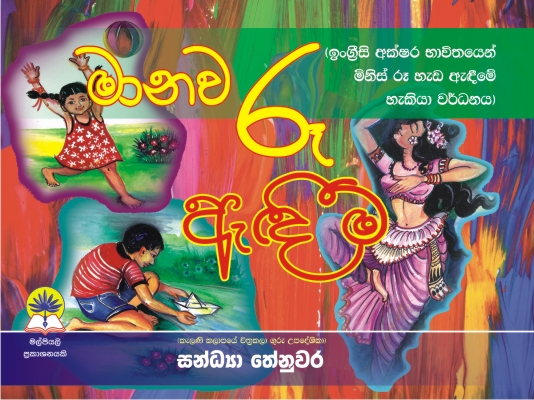 මානව
රූ
ඇඳීම
(ඉංග්‍රීසි අක්ෂර භාවිතයෙන්
මිනිස් රූ හැඩ ඇඳීමේ
හැකියා වර්ධනය)
මල්පියලි
ප්‍රකාශනයකි
(කැලණි කලාපයේ චිත්‍රකලා ගුරු උපදේශිකා)
සන්ධ්‍යා තේනුවර